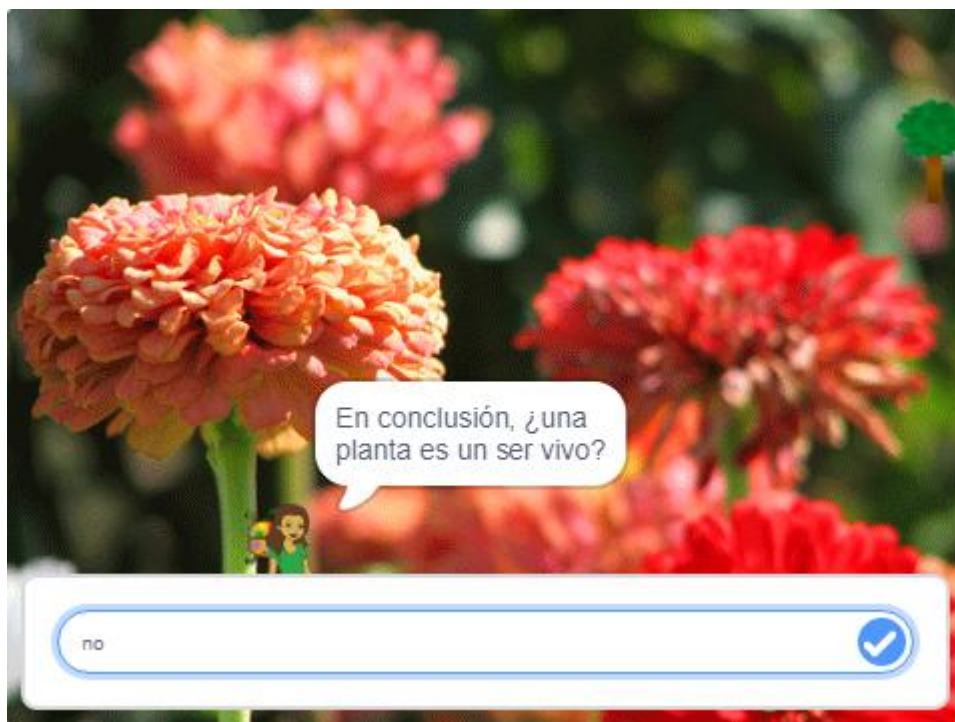 En conclusión, ¿una
planta es un ser vivo?
no